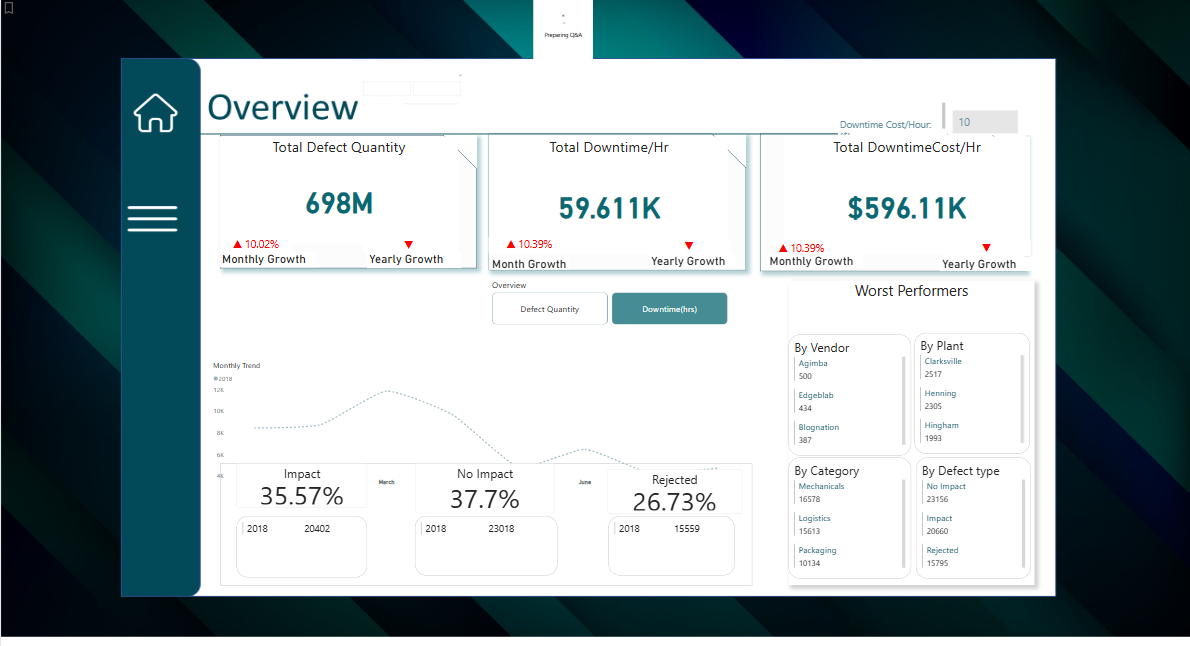 Preparing Q&A
Overview
Downtime Cost/Hour:
10
Total Defect Quantity
698M
▲ 10.02%
▼
Monthly Growth
Yearly Growth
Total Downtime/Hr
59.611K
▲ 10.39%
▼
Month Growth
Yearly Growth
Total DowntimeCost/Hr
$596.11K
▲ 10.39%
▼
Monthly Growth
Yearly Growth
Overview
Defect Quantity
Downtime(hrs)
Monthly Trend
2018
12K
10K
8K
6K
4K
March
June
Impact
35.57%
2018 20402
No Impact
37.7%
2018 23018
Rejected
26.73%
2018 15559
Worst Performers
By Vendor
Agimba
500
Edgeblab
434
Blognation
387
By Plant
Clarksville
2517
Henning
2305
Hingham
1993
By Category
Mechanicals
16578
Logistics
15613
Packaging
10134
By Defect type
No Impact
23156
Impact
20660
Rejected
15795